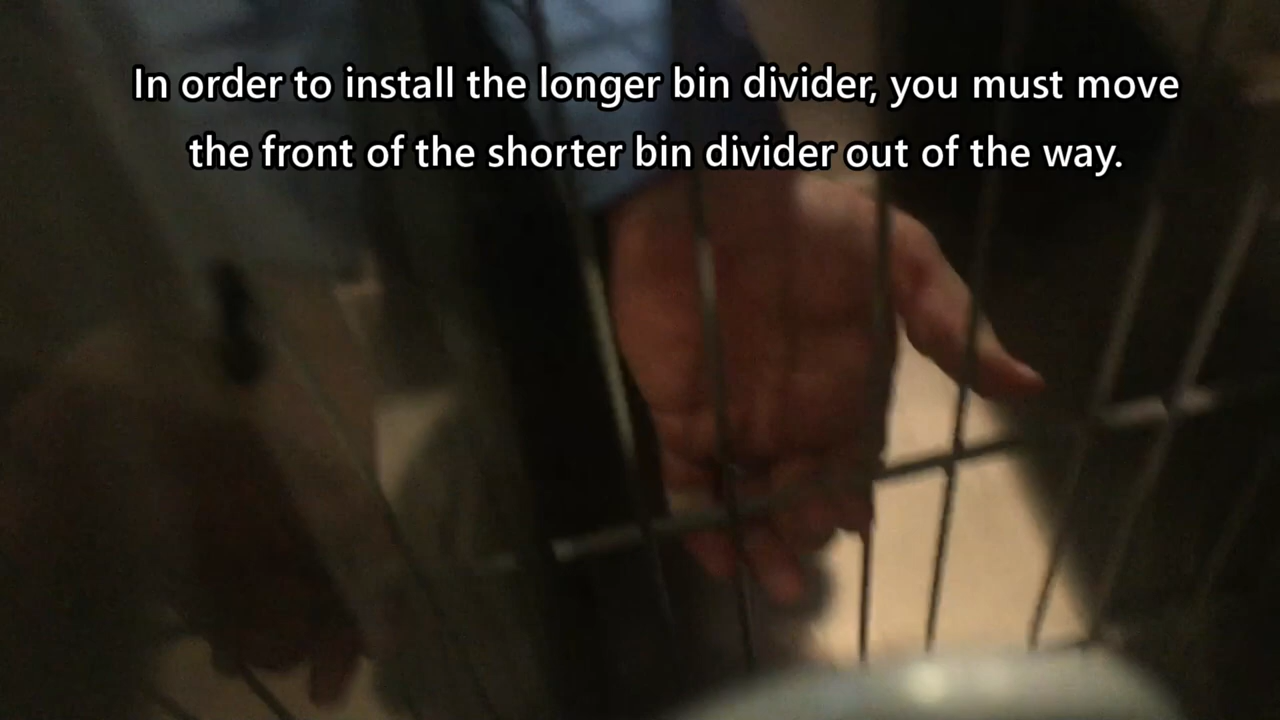 In order to install the longer bin divider, you must move
the front of the shorter bin divider out of the way.